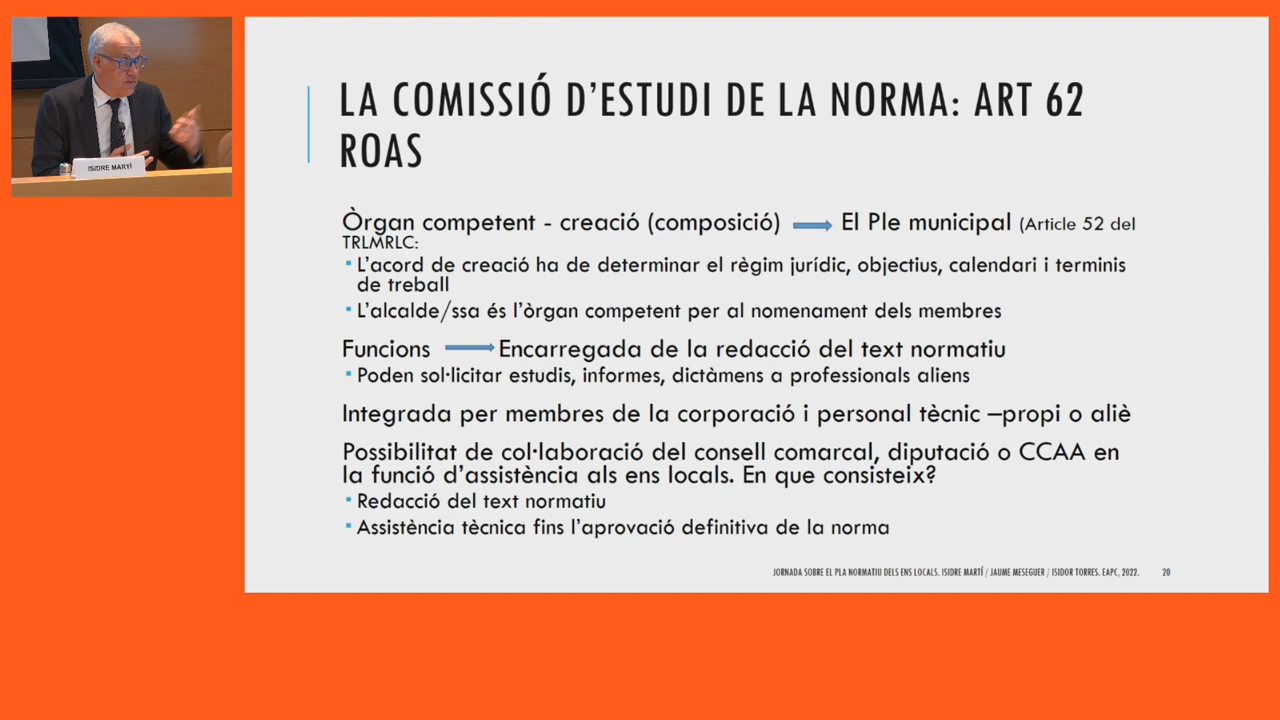 ISIDRE MARTÍ
LA COMISSIÓ D'ESTUDI DE LA NORMA: ART 62
ROAS
Òrgan competent - creació (composició) El Ple municipal (Article 52 del
TRLMRLC:
L'acord de creació ha de determinar el règim jurídic, objectius, calendari i terminis
de treball
L'alcalde/ssa és l'òrgan competent per al nomenament dels membres
Funcions Encarregada de la redacció del text normatiu
Poden sol·licitar estudis, informes, dictàmens a professionals aliens
Integrada per membres de la corporació i personal tècnic –propi o aliè
Possibilitat de col·laboració del consell comarcal, diputació o CCAA en
la funció d'assistència als ens locals. En que consisteix?
Redacció del text normatiu
Assistència tècnica fins l'aprovació definitiva de la norma
JORNADA SOBRE EL PLA NORMATIU DELS ENS LOCALS. ISIDRE MARTÍ / JAUME MESEGUER / ISIDOR TORRES. EAPC, 2022. 20